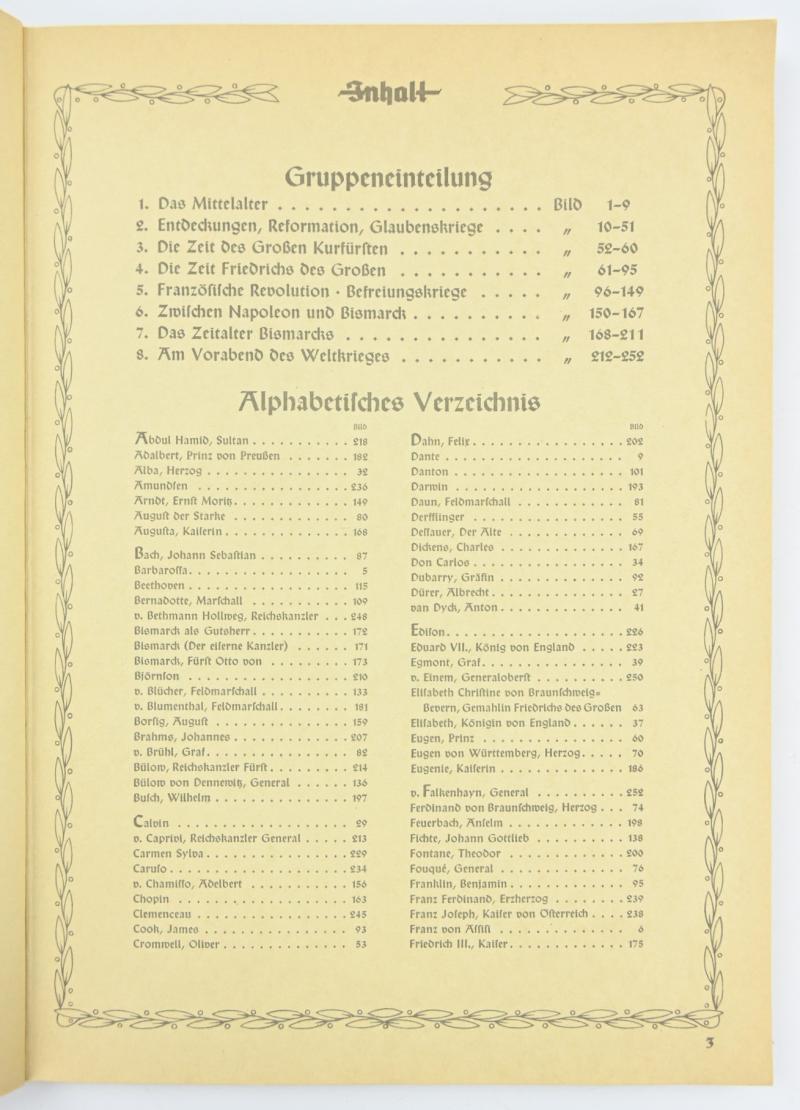 Inhalt
Gruppeneinteilung
1. Das Mittelalter . . . . . . . . . . . . . . . . . . . . Bild 1-9
2. Entdeckungen, Reformation, Glaubenskriege . . . . „ 10-51
3. Die Zeit des Großen Kurfürsten . . . . . . . . . . . „ 52-60
4. Die Zeit Friedrichs des Großen . . . . . . . . . . . „ 61-95
5. Französische Revolution · Befreiungskriege . . . . . „ 96-149
6. Zwischen Napoleon und Bismarck . . . . . . . . . . „ 150-167
7. Das Zeitalter Bismarcks . . . . . . . . . . . . . . . „ 168-211
8. Am Vorabend des Weltkrieges . . . . . . . . . . . „ 212-252
Alphabetisches Verzeichnis
Bild
Abdul Hamid, Sultan . . . . . . . . . . . 218
Adalbert, Prinz von Preußen . . . . . . . 182
Alba, Herzog . . . . . . . . . . . . . . . 32
Amundsen . . . . . . . . . . . . . . . . 236
Arndt, Ernst Moritz . . . . . . . . . . . . 149
August der Starke . . . . . . . . . . . . 80
Augusta, Kaiserin . . . . . . . . . . . . . 168
Bach, Johann Sebastian . . . . . . . . . . 87
Barbarossa . . . . . . . . . . . . . . . . . 5
Beethoven . . . . . . . . . . . . . . . . . 115
Bernadotte, Marschall . . . . . . . . . . 109
v. Bethmann Hollweg, Reichskanzler . . . 248
Bismarck als Gutsherr . . . . . . . . . . . 172
Bismarck (Der eiserne Kanzler) . . . . . . 171
Bismarck, Fürst Otto von . . . . . . . . . 173
Björnson . . . . . . . . . . . . . . . . . 210
v. Blücher, Feldmarschall . . . . . . . . . 133
v. Blumenthal, Feldmarschall . . . . . . . . 181
Borsig, August . . . . . . . . . . . . . . 159
Brahms, Johannes . . . . . . . . . . . . . 207
v. Brühl, Graf . . . . . . . . . . . . . . . 82
Bülow, Reichskanzler Fürst . . . . . . . . . 214
Bülow von Dennewitz, General . . . . . . 136
Busch, Wilhelm . . . . . . . . . . . . . . 197
Calvin . . . . . . . . . . . . . . . . . . 29
v. Caprivi, Reichskanzler General . . . . . 213
Carmen Sylva . . . . . . . . . . . . . . . 229
Caruso . . . . . . . . . . . . . . . . . . 234
v. Chamisso, Adelbert . . . . . . . . . . 156
Chopin . . . . . . . . . . . . . . . . . 163
Clemenceau . . . . . . . . . . . . . . . . 245
Cook, James . . . . . . . . . . . . . . . . 93
Cromwell, Oliver . . . . . . . . . . . . . 53
Bild
Dahn, Felix . . . . . . . . . . . . . . . . 202
Dante . . . . . . . . . . . . . . . . . . 9
Danton . . . . . . . . . . . . . . . . . . 101
Darwin . . . . . . . . . . . . . . . . . . 193
Daun, Feldmarschall . . . . . . . . . . . 81
Derfflinger . . . . . . . . . . . . . . . . 55
Dessauer, Der Alte . . . . . . . . . . . . 69
Dickens, Charles . . . . . . . . . . . . . 167
Don Carlos . . . . . . . . . . . . . . . . 34
Dubarry, Gräfin . . . . . . . . . . . . . 92
Dürer, Albrecht . . . . . . . . . . . . . . 27
van Dyck, Anton . . . . . . . . . . . . . 41
Edison . . . . . . . . . . . . . . . . . . 226
Eduard VII., König von England . . . . . 223
Egmont, Graf . . . . . . . . . . . . . . . 39
v. Einem, Generaloberst . . . . . . . . . . 250
Elisabeth Christine von Braunschweig-
Bevern, Gemahlin Friedrichs des Großen 63
Elisabeth, Königin von England . . . . . . 37
Eugen, Prinz . . . . . . . . . . . . . . . 60
Eugen von Württemberg, Herzog . . . . . 70
Eugenie, Kaiserin . . . . . . . . . . . . . 186
v. Falkenhayn, General . . . . . . . . . . 252
Ferdinand von Braunschweig, Herzog . . . 74
Feuerbach, Anselm . . . . . . . . . . . . 198
Fichte, Johann Gottlieb . . . . . . . . . . 138
Fontane, Theodor . . . . . . . . . . . . 200
Fouqué, General . . . . . . . . . . . . . 76
Franklin, Benjamin . . . . . . . . . . . . 95
Franz Ferdinand, Erzherzog . . . . . . . 239
Franz Joseph, Kaiser von Österreich . . . . 238
Franz von Assisi . . . . . . . . . . . . . 6
Friedrich III., Kaiser . . . . . . . . . . . . 175
3